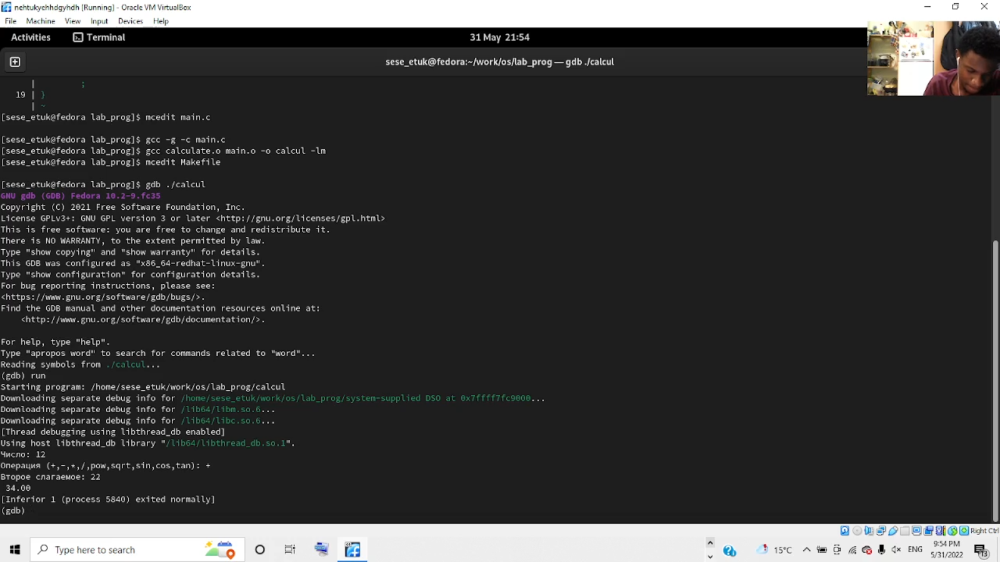 nehtukyehhdgyhdh [Running] - Oracle VM VirtualBox
File Machine View Input Devices Help
Activities Terminal 31 May 21:54
sese_etuk@fedora:~/work/os/lab_prog — gdb ./calcul
| ;
19 | }
| ~
[sese_etuk@fedora lab_prog]$ mcedit main.c
[sese_etuk@fedora lab_prog]$ gcc -g -c main.c
[sese_etuk@fedora lab_prog]$ gcc calculate.o main.o -o calcul -lm
[sese_etuk@fedora lab_prog]$ mcedit Makefile
[sese_etuk@fedora lab_prog]$ gdb ./calcul
GNU gdb (GDB) Fedora 10.2-9.fc35
Copyright (C) 2021 Free Software Foundation, Inc.
License GPLv3+: GNU GPL version 3 or later <http://gnu.org/licenses/gpl.html>
This is free software: you are free to change and redistribute it.
There is NO WARRANTY, to the extent permitted by law.
Type "show copying" and "show warranty" for details.
This GDB was configured as "x86_64-redhat-linux-gnu".
Type "show configuration" for configuration details.
For bug reporting instructions, please see:
<https://www.gnu.org/software/gdb/bugs/>.
Find the GDB manual and other documentation resources online at:
<http://www.gnu.org/software/gdb/documentation/>.
For help, type "help".
Type "apropos word" to search for commands related to "word"...
Reading symbols from ./calcul...
(gdb) run
Starting program: /home/sese_etuk/work/os/lab_prog/calcul
Downloading separate debug info for /home/sese_etuk/work/os/lab_prog/system-supplied DSO at 0x7ffff7fc9000...
Downloading separate debug info for /lib64/libm.so.6...
Downloading separate debug info for /lib64/libc.so.6...
[Thread debugging using libthread_db enabled]
Using host libthread_db library "/lib64/libthread_db.so.1".
Число: 12
Операция (+,-,*,/,pow,sqrt,sin,cos,tan): +
Второе слагаемое: 22
34.00
[Inferior 1 (process 5840) exited normally]
(gdb)
Right Ctrl
Type here to search
15°C ENG 9:54 PM
5/31/2022
13